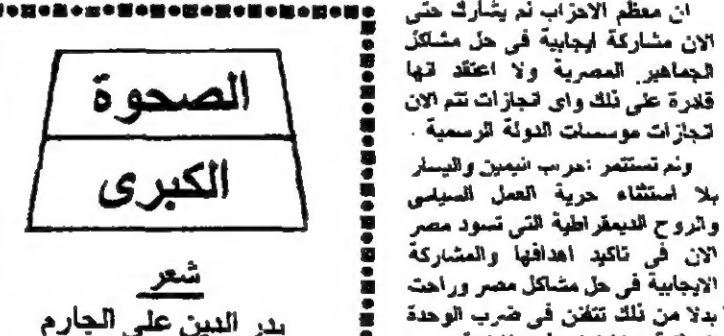 ان معظم الاحزاب لم يشارك حتى
الان مشاركة ايجابية فى حل مشاكل
الجماهير المصرية ولا اعتقد انها
قادرة على ذلك واى انجازات تتم الان
انجازات موسسات الدولة الرسمية .
ولم تستثمر احزاب اليمين واليسار
بلا استثناء حرية العمل السياسى
والروح الديمقراطية التى تسود مصر
الان فى تاكيد اهدافها والمشاركة
الايجابية فى حل مشاكل مصر وراحت
بدلا من ذلك تتفنن فى ضرب الوحدة
الصحوة
الكبرى
شعر
بدر الدين على الجارم